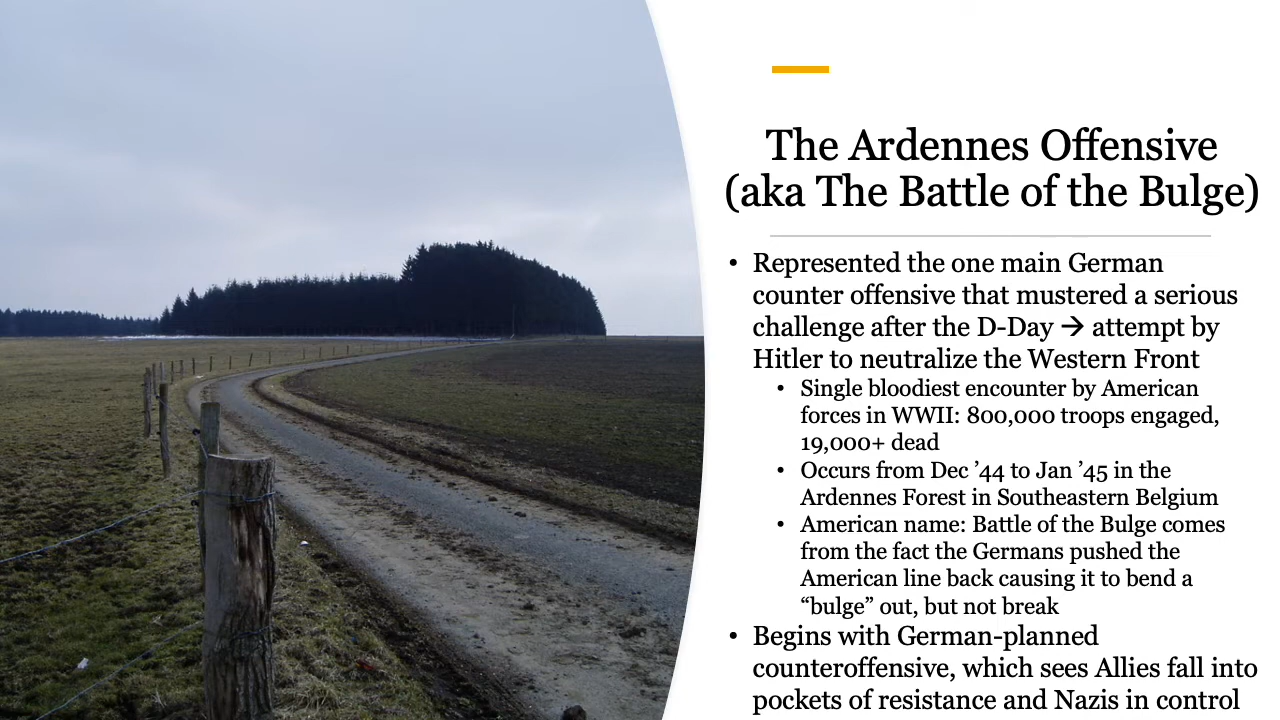 The Ardennes Offensive
(aka The Battle of the Bulge)
• Represented the one main German
counter offensive that mustered a serious
challenge after the D-Day → attempt by
Hitler to neutralize the Western Front
• Single bloodiest encounter by American
forces in WWII: 800,000 troops engaged,
19,000+ dead
• Occurs from Dec ’44 to Jan ’45 in the
Ardennes Forest in Southeastern Belgium
• American name: Battle of the Bulge comes
from the fact the Germans pushed the
American line back causing it to bend a
“bulge” out, but not break
• Begins with German-planned
counteroffensive, which sees Allies fall into
pockets of resistance and Nazis in control